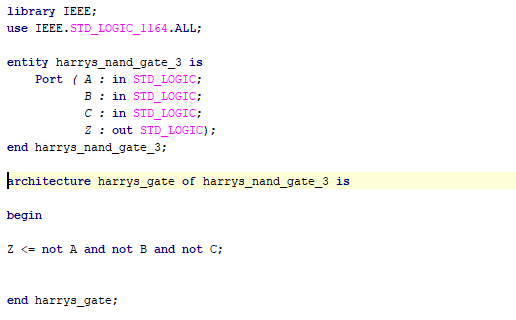 library IEEE;
use IEEE.STD_LOGIC_1164.ALL;
entity harrys_nand_gate_3 is
Port ( A : in STD_LOGIC;
B : in STD_LOGIC;
C : in STD_LOGIC;
Z : out STD_LOGIC);
end harrys_nand_gate_3;
architecture harrys_gate of harrys_nand_gate_3 is
begin
Z <= not A and not B and not C;
end harrys_gate;